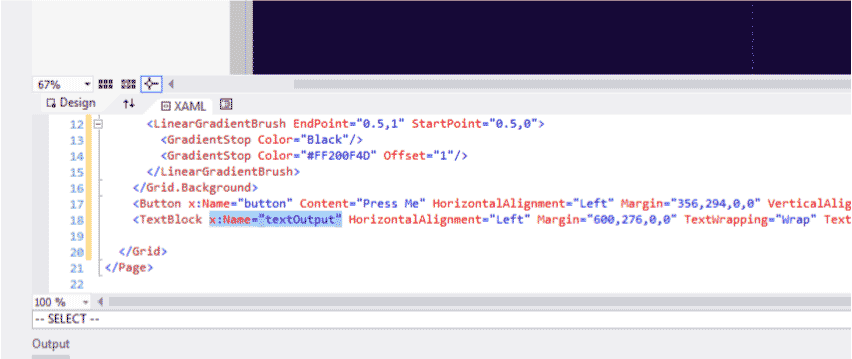 67%
Design XAML
12 <LinearGradientBrush EndPoint="0.5,1" StartPoint="0.5,0">
13 <GradientStop Color="Black"/>
14 <GradientStop Color="#FF200F4D" Offset="1"/>
15 </LinearGradientBrush>
16 </Grid.Background>
17 <Button x:Name="button" Content="Press Me" HorizontalAlignment="Left" Margin="356,294,0,0" VerticalAlig
18 <TextBlock x:Name="textOutput" HorizontalAlignment="Left" Margin="600,276,0,0" TextWrapping="Wrap" Text
19
20 </Grid>
21 </Page>
22
100 %
-- SELECT --
Output